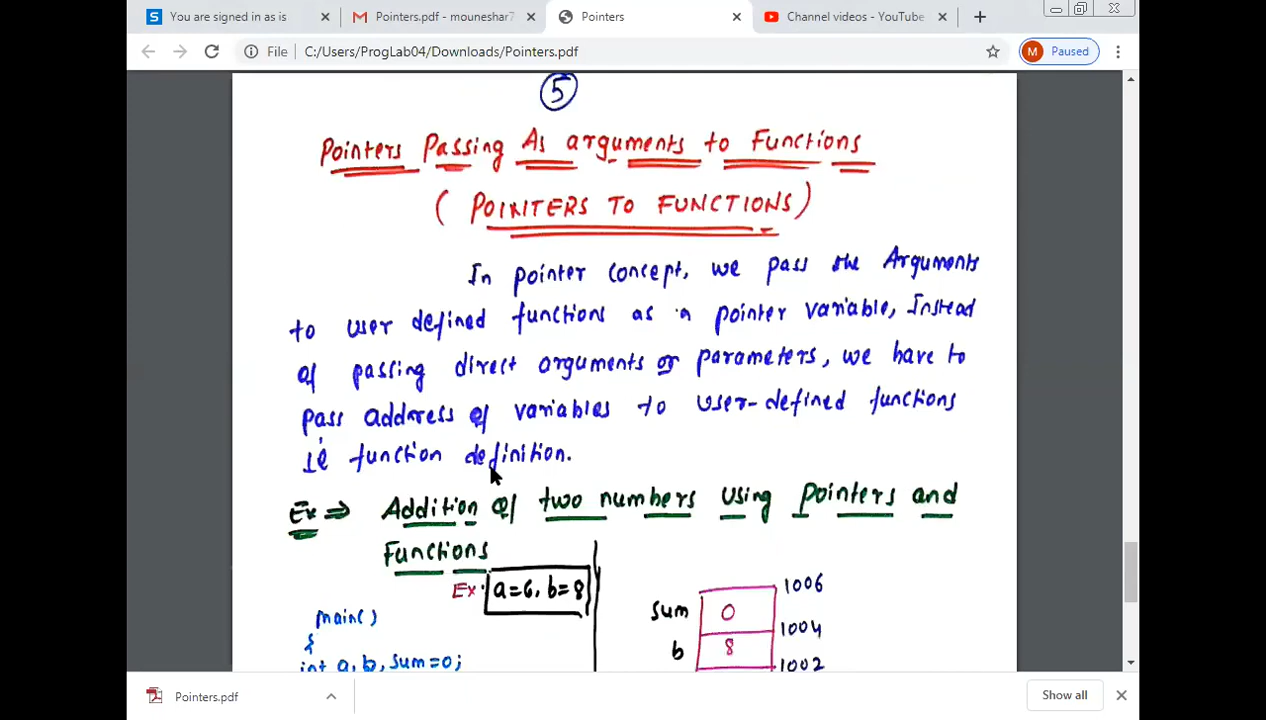 You are signed in as is
Pointers.pdf - mouneshar7
Pointers
Channel videos - YouTube
File
C:/Users/ProgLab04/Downloads/Pointers.pdf
M Paused
5
Pointers Passing As arguments to Functions
( POINTERS TO FUNCTIONS)
In pointer concept, we pass the Arguments
to user defined functions as a pointer variable, Instead
of passing direct arguments or parameters, we have to
pass address of variables to user-defined functions
ie function definition.
Ex ⇒ Addition of two numbers using pointers and
Functions
Ex. a=6, b=8
main()
{
int a, b, sum=0;
1006
sum 0
1004
b 8
1002
Pointers.pdf
Show all